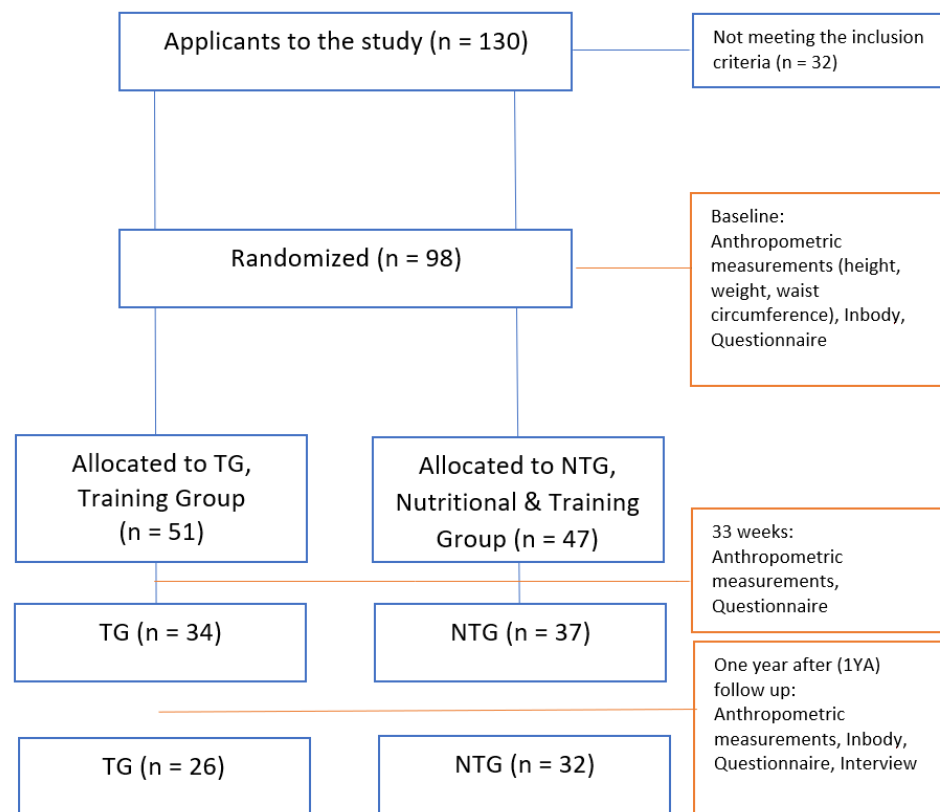 Applicants to the study (n = 130)
Not meeting the inclusion
criteria (n = 32)
Randomized (n = 98)
Baseline:
Anthropometric
measurements (height,
weight, waist
circumference), Inbody,
Questionnaire
Allocated to TG,
Training Group
(n = 51)
Allocated to NTG,
Nutritional & Training
Group (n = 47)
33 weeks:
Anthropometric
measurements,
Questionnaire
TG (n = 34)
NTG (n = 37)
One year after (1YA)
follow up:
Anthropometric
measurements, Inbody,
Questionnaire, Interview
TG (n = 26)
NTG (n = 32)